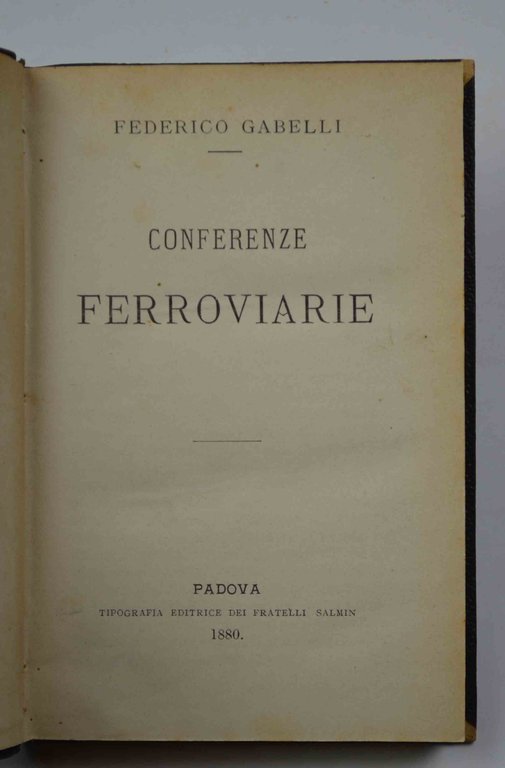 FEDERICO GABELLI
CONFERENZE
FERROVIARIE
PADOVA
TIPOGRAFIA EDITRICE DEI FRATELLI SALMIN
1880.